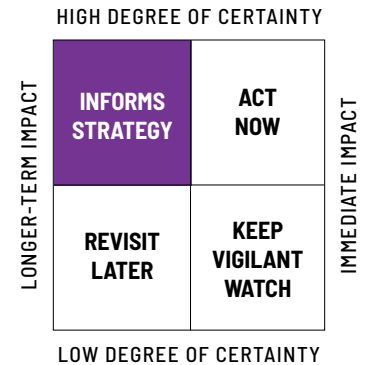 HIGH DEGREE OF CERTAINTY
LONGER-TERM IMPACT
INFORMS
STRATEGY
ACT
NOW
IMMEDIATE IMPACT
REVISIT
LATER
KEEP
VIGILANT
WATCH
LOW DEGREE OF CERTAINTY